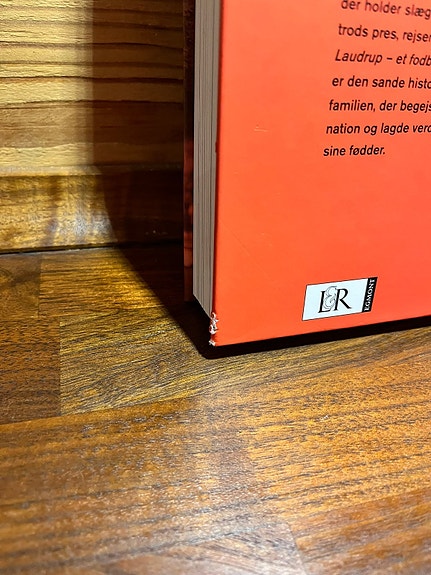 der holder slæg
trods pres, rejser
Laudrup – et fodb
er den sande histo
familien, der begejs
nation og lagde verd
sine fødder.
L&R
EGMONT